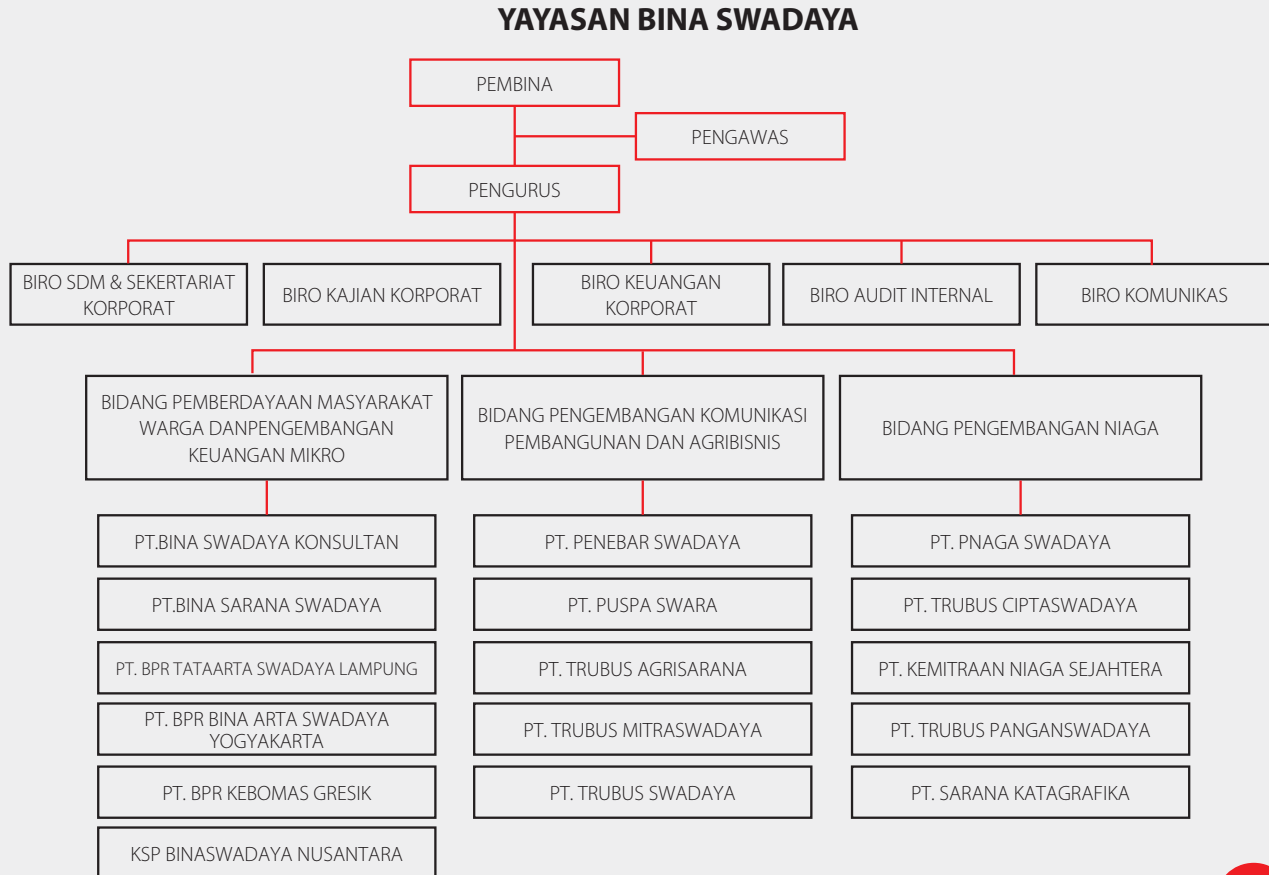 YAYASAN BINA SWADAYA
PEMBINA
PENGAWAS
PENGURUS
BIRO SDM & SEKERTARIAT
KORPORAT
BIRO KAJIAN KORPORAT
BIRO KEUANGAN
KORPORAT
BIRO AUDIT INTERNAL
BIRO KOMUNIKAS
BIDANG PEMBERDAYAAN MASYARAKAT
WARGA DANPENGEMBANGAN
KEUANGAN MIKRO
BIDANG PENGEMBANGAN KOMUNIKASI
PEMBANGUNAN DAN AGRIBISNIS
BIDANG PENGEMBANGAN NIAGA
PT.BINA SWADAYA KONSULTAN
PT.BINA SARANA SWADAYA
PT. BPR TATAARTA SWADAYA LAMPUNG
PT. BPR BINA ARTA SWADAYA
YOGYAKARTA
PT. BPR KEBOMAS GRESIK
KSP BINASWADAYA NUSANTARA
PT. PENEBAR SWADAYA
PT. PUSPA SWARA
PT. TRUBUS AGRISARANA
PT. TRUBUS MITRASWADAYA
PT. TRUBUS SWADAYA
PT. PNAGA SWADAYA
PT. TRUBUS CIPTASWADAYA
PT. KEMITRAAN NIAGA SEJAHTERA
PT. TRUBUS PANGANSWADAYA
PT. SARANA KATAGRAFIKA